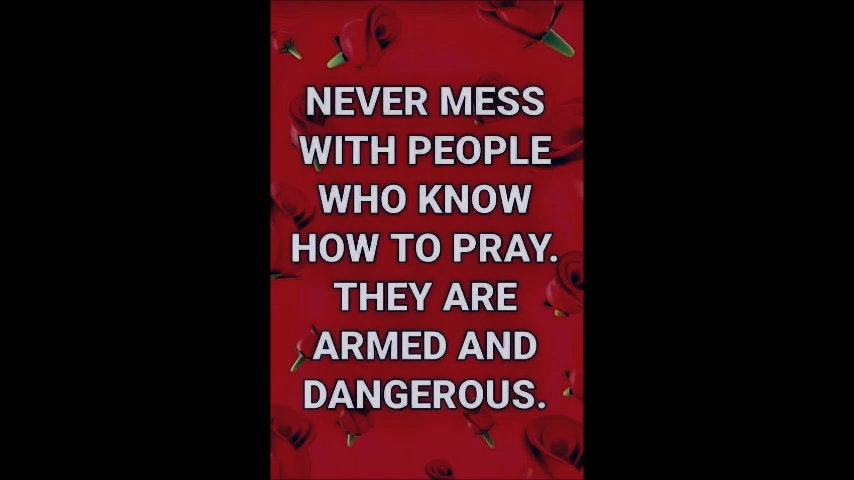 NEVER MESS
WITH PEOPLE
WHO KNOW
HOW TO PRAY.
THEY ARE
ARMED AND
DANGEROUS.